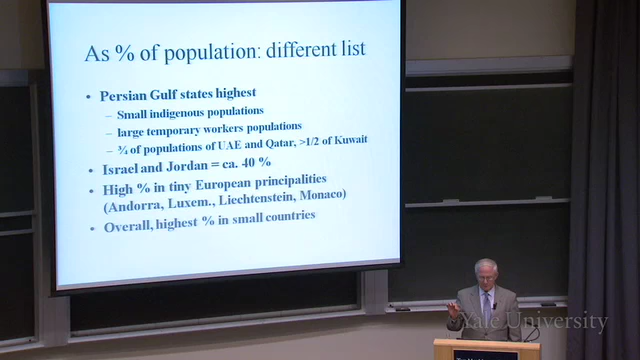 As % of population: different list
• Persian Gulf states highest
– Small indigenous populations
– large temporary workers populations
– ¾ of populations of UAE and Qatar, >1/2 of Kuwait
• Israel and Jordan = ca. 40 %
• High % in tiny European principalities
(Andorra, Luxem., Liechtenstein, Monaco)
• Overall, highest % in small countries
Yale University